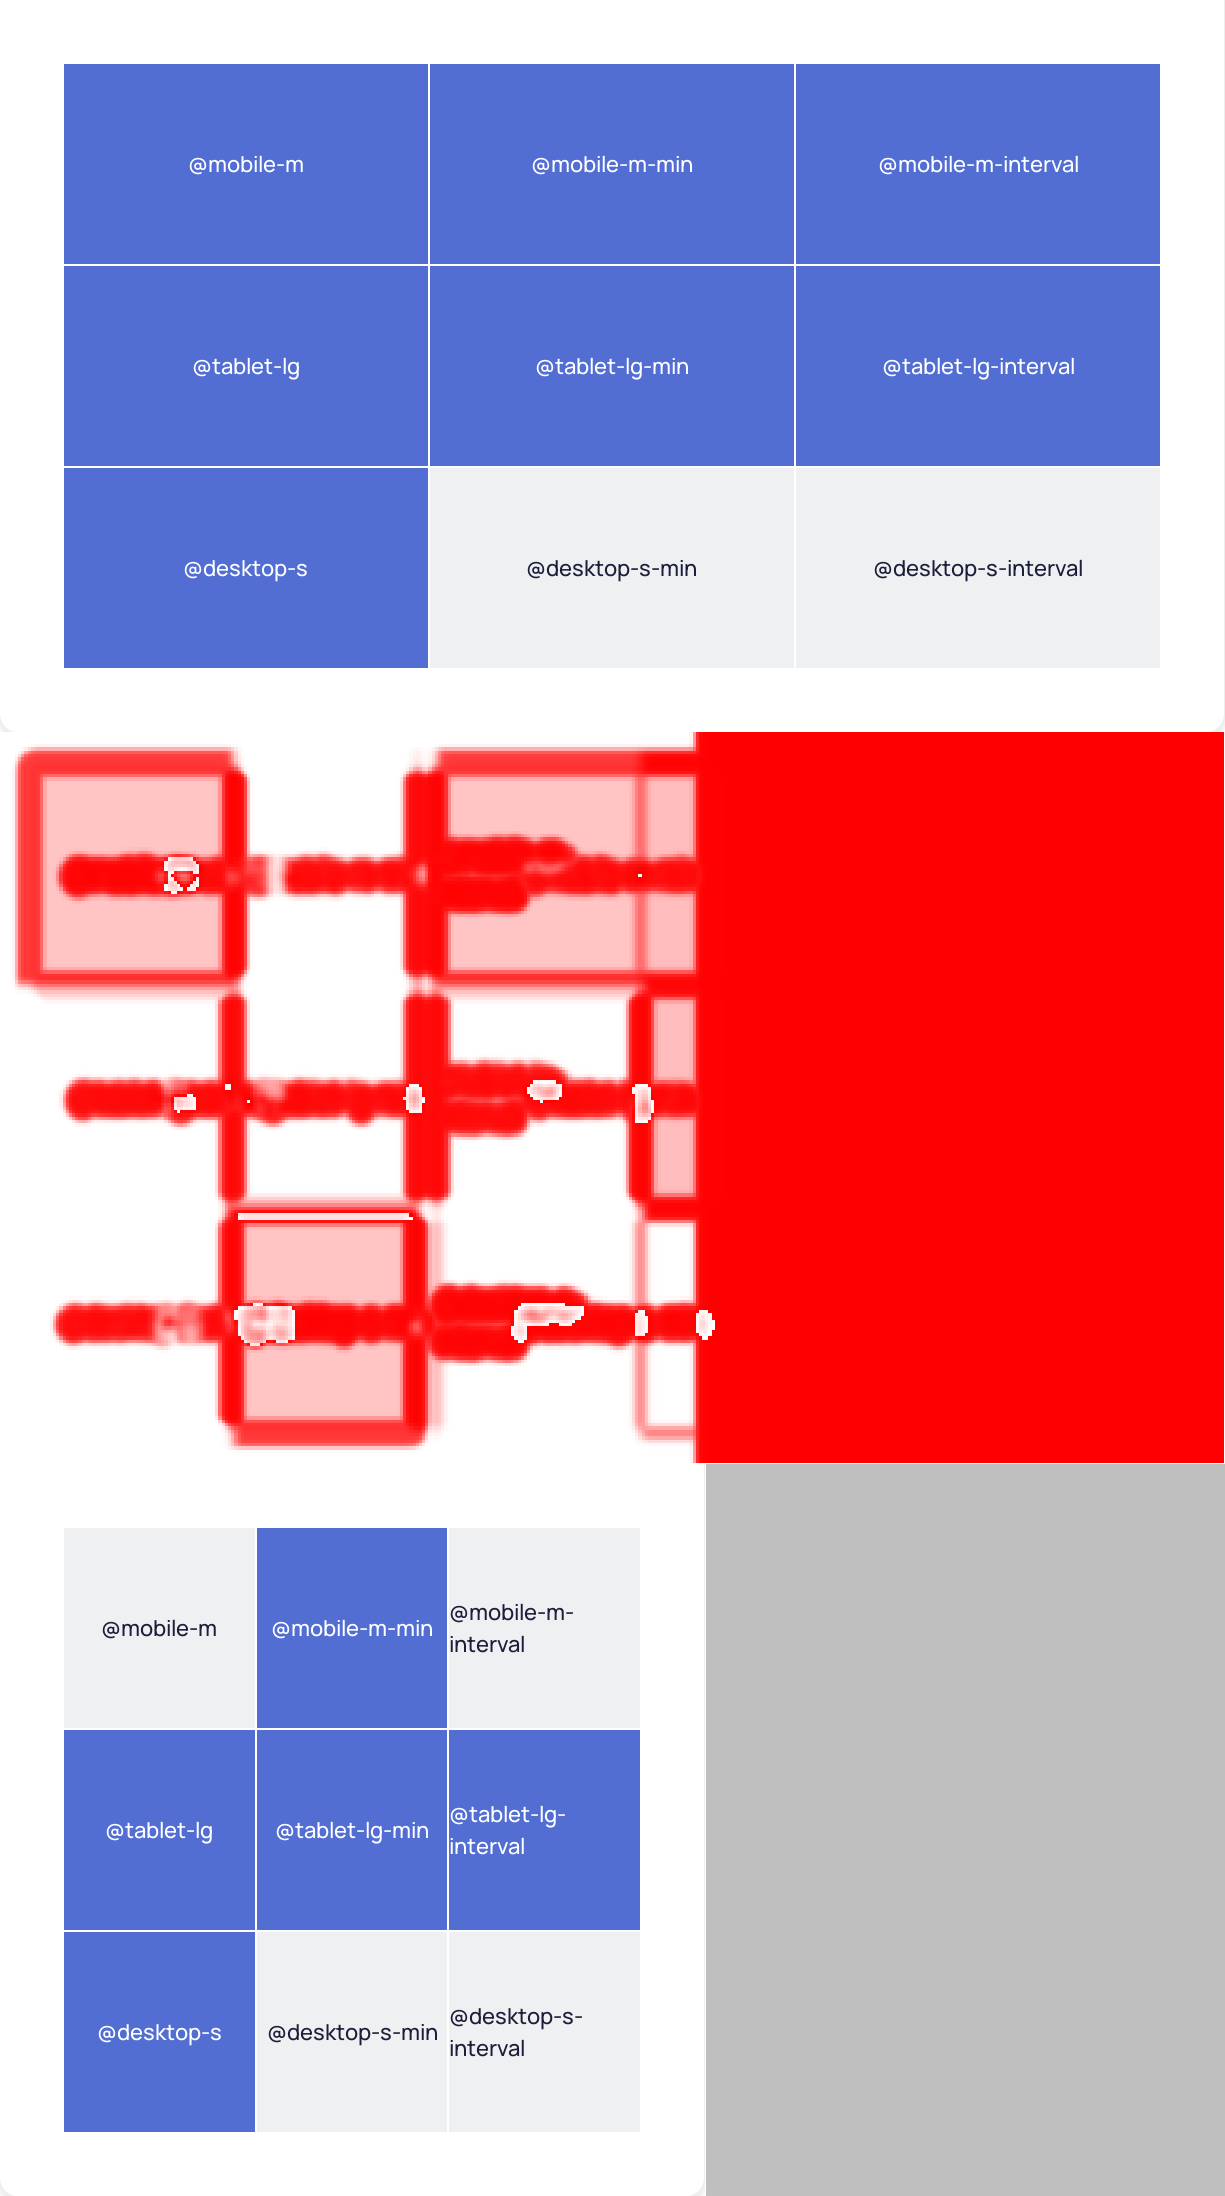 @mobile-m @mobile-m-min @mobile-m-interval
@tablet-lg @tablet-lg-min @tablet-lg-interval
@desktop-s @desktop-s-min @desktop-s-interval
@mobile-m @mobile-m-min @mobile-m-
interval
@tablet-lg @tablet-lg-min @tablet-lg-
interval
@desktop-s @desktop-s-min @desktop-s-
interval